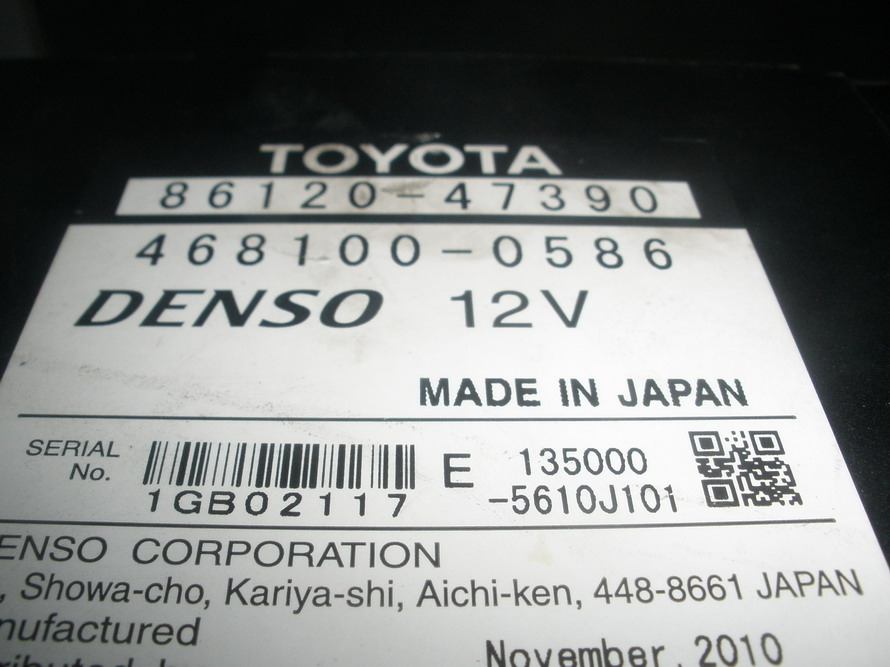 TOYOTA
86120-47390
468100-0586
DENSO 12V
MADE IN JAPAN
SERIAL No. 1GB02117 E 135000
-5610J101
ENSO CORPORATION
, Showa-cho, Kariya-shi, Aichi-ken, 448-8661 JAPAN
nufactured
November, 2010